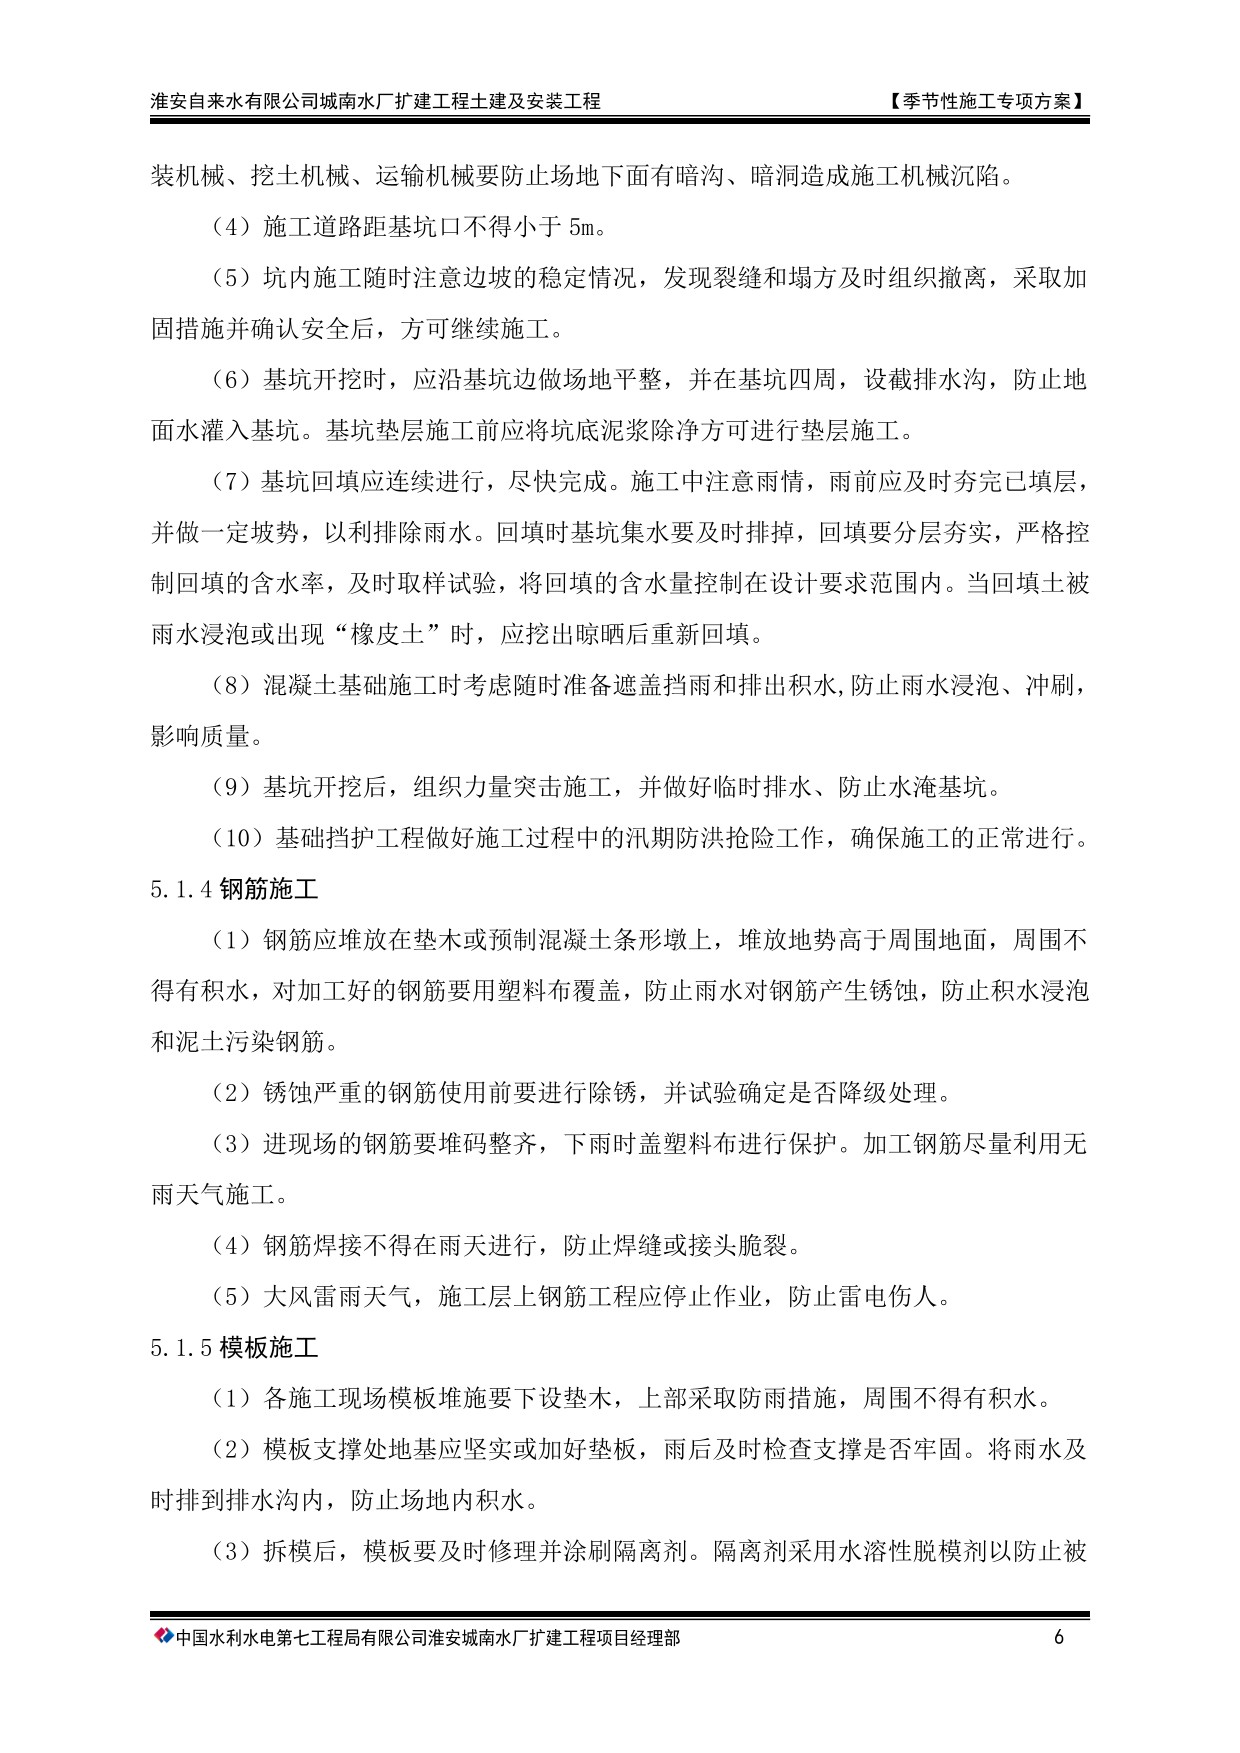 淮安自来水有限公司城南水厂扩建工程土建及安装工程 【季节性施工专项方案】
装机械、挖土机械、运输机械要防止场地下面有暗沟、暗洞造成施工机械沉陷。
（4）施工道路距基坑口不得小于 5m。
（5）坑内施工随时注意边坡的稳定情况，发现裂缝和塌方及时组织撤离，采取加
固措施并确认安全后，方可继续施工。
（6）基坑开挖时，应沿基坑边做场地平整，并在基坑四周，设截排水沟，防止地
面水灌入基坑。基坑垫层施工前应将坑底泥浆除净方可进行垫层施工。
（7）基坑回填应连续进行，尽快完成。施工中注意雨情，雨前应及时夯完已填层，
并做一定坡势，以利排除雨水。回填时基坑集水要及时排掉，回填要分层夯实，严格控
制回填的含水率，及时取样试验，将回填的含水量控制在设计要求范围内。当回填土被
雨水浸泡或出现“橡皮土”时，应挖出晾晒后重新回填。
（8）混凝土基础施工时考虑随时准备遮盖挡雨和排出积水,防止雨水浸泡、冲刷，
影响质量。
（9）基坑开挖后，组织力量突击施工，并做好临时排水、防止水淹基坑。
（10）基础挡护工程做好施工过程中的汛期防洪抢险工作，确保施工的正常进行。
5.1.4 钢筋施工
（1）钢筋应堆放在垫木或预制混凝土条形墩上，堆放地势高于周围地面，周围不
得有积水，对加工好的钢筋要用塑料布覆盖，防止雨水对钢筋产生锈蚀，防止积水浸泡
和泥土污染钢筋。
（2）锈蚀严重的钢筋使用前要进行除锈，并试验确定是否降级处理。
（3）进现场的钢筋要堆码整齐，下雨时盖塑料布进行保护。加工钢筋尽量利用无
雨天气施工。
（4）钢筋焊接不得在雨天进行，防止焊缝或接头脆裂。
（5）大风雷雨天气，施工层上钢筋工程应停止作业，防止雷电伤人。
5.1.5 模板施工
（1）各施工现场模板堆施要下设垫木，上部采取防雨措施，周围不得有积水。
（2）模板支撑处地基应坚实或加好垫板，雨后及时检查支撑是否牢固。将雨水及
时排到排水沟内，防止场地内积水。
（3）拆模后，模板要及时修理并涂刷隔离剂。隔离剂采用水溶性脱模剂以防止被
中国水利水电第七工程局有限公司淮安城南水厂扩建工程项目经理部 6